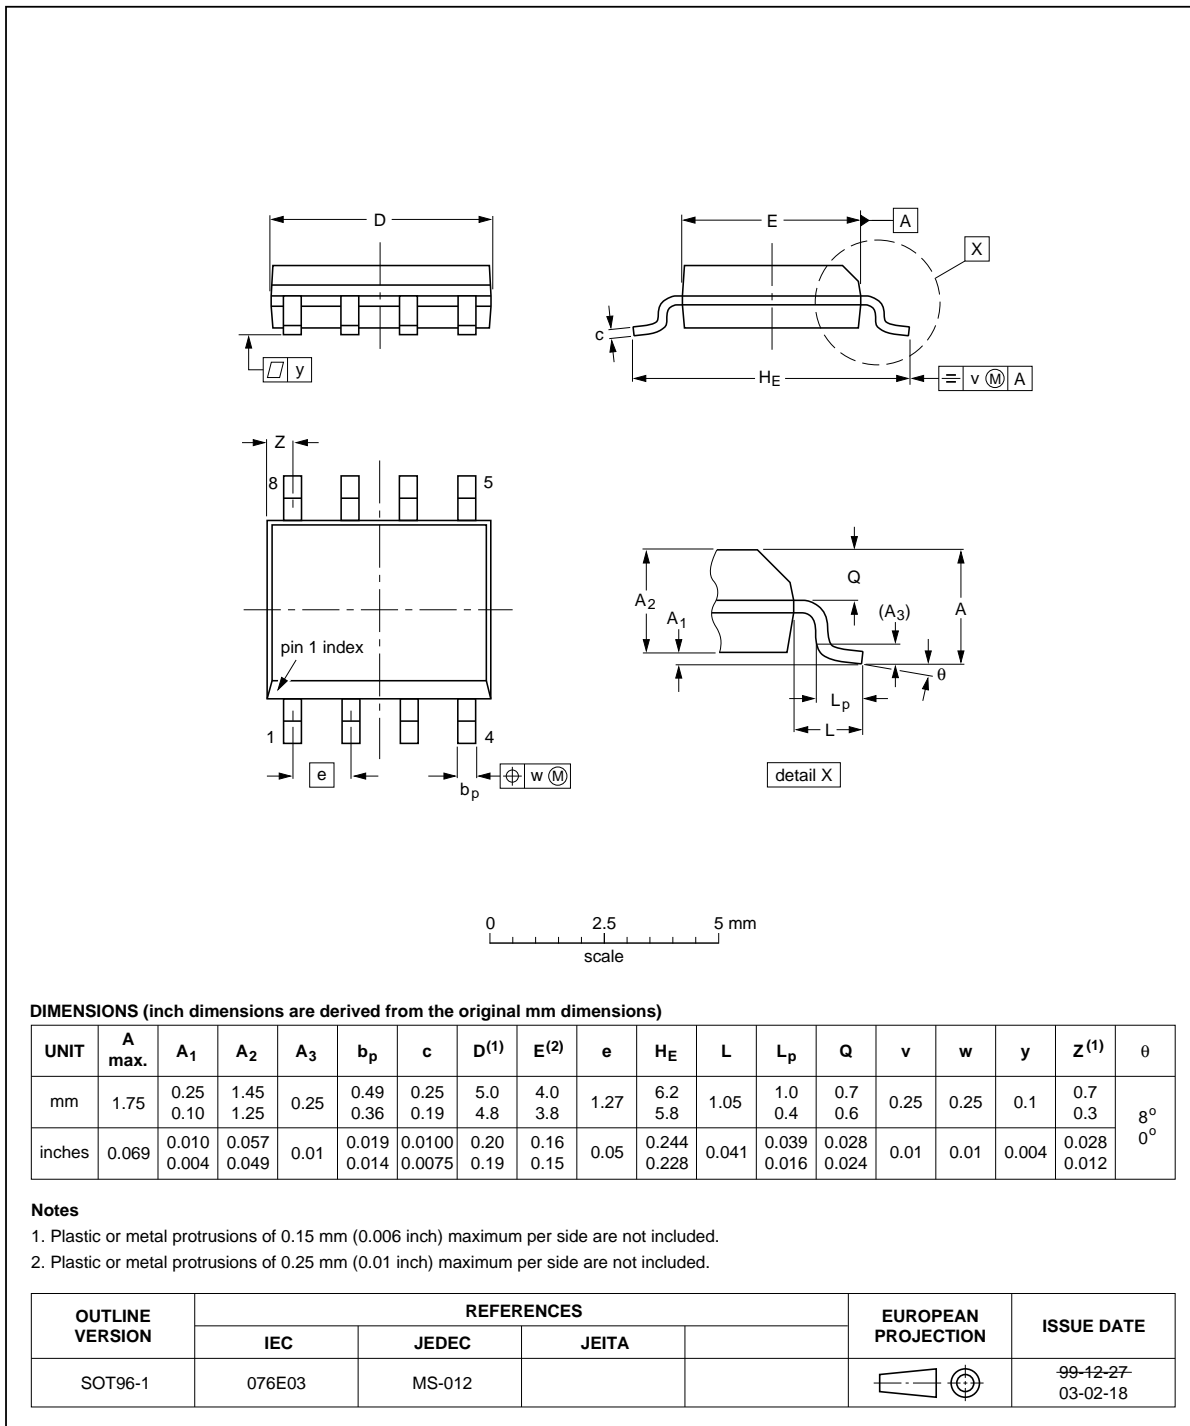 D
E
A
X
c
y
HE
v M A
Z
8
5
pin 1 index
1
4
e
bp
w M
A2
A1
Q
(A3)
A
θ
Lp
L
detail X
0 2.5 5 mm
scale
DIMENSIONS (inch dimensions are derived from the original mm dimensions)
UNIT A max. A1 A2 A3 bp c D(1) E(2) e HE L Lp Q v w y Z(1) θ
mm 1.75 0.25 0.10 1.45 1.25 0.25 0.49 0.36 0.25 0.19 5.0 4.8 4.0 3.8 1.27 6.2 5.8 1.05 1.0 0.4 0.7 0.6 0.25 0.25 0.1 0.7 0.3 8o 0o
inches 0.069 0.010 0.004 0.057 0.049 0.01 0.019 0.014 0.0100 0.0075 0.20 0.19 0.16 0.15 0.05 0.244 0.228 0.041 0.039 0.016 0.028 0.024 0.01 0.01 0.004 0.028 0.012
Notes
1. Plastic or metal protrusions of 0.15 mm (0.006 inch) maximum per side are not included.
2. Plastic or metal protrusions of 0.25 mm (0.01 inch) maximum per side are not included.
OUTLINE VERSION REFERENCES EUROPEAN PROJECTION ISSUE DATE
IEC JEDEC JEITA
SOT96-1 076E03 MS-012 99-12-27
03-02-18